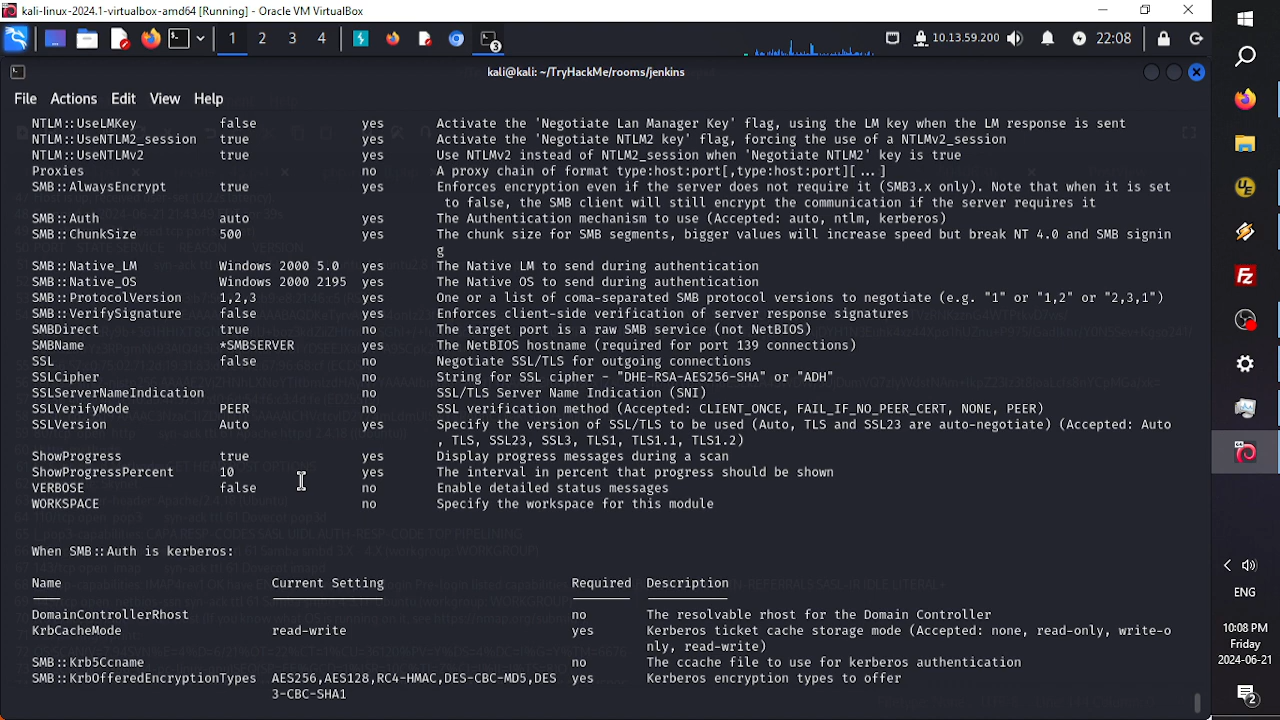 kali-linux-2024.1-virtualbox-amd64 [Running] - Oracle VM VirtualBox
1 2 3 4 3 10.13.59.200 22:08
kali@kali: ~/TryHackMe/rooms/jenkins
File Actions Edit View Help
NTLM::UseLMKey false yes Activate the 'Negotiate Lan Manager Key' flag, using the LM key when the LM response is sent
NTLM::UseNTLM2_session true yes Activate the 'Negotiate NTLM2 key' flag, forcing the use of a NTLMv2_session
NTLM::UseNTLMv2 true yes Use NTLMv2 instead of NTLM2_session when 'Negotiate NTLM2' key is true
Proxies no A proxy chain of format type:host:port[,type:host:port][...]
SMB::AlwaysEncrypt true yes Enforces encryption even if the server does not require it (SMB3.x only). Note that when it is set
to false, the SMB client will still encrypt the communication if the server requires it
SMB::Auth auto yes The Authentication mechanism to use (Accepted: auto, ntlm, kerberos)
SMB::ChunkSize 500 yes The chunk size for SMB segments, bigger values will increase speed but break NT 4.0 and SMB signin
g
SMB::Native_LM Windows 2000 5.0 yes The Native LM to send during authentication
SMB::Native_OS Windows 2000 2195 yes The Native OS to send during authentication
SMB::ProtocolVersion 1,2,3 yes One or a list of coma-separated SMB protocol versions to negotiate (e.g. "1" or "1,2" or "2,3,1")
SMB::VerifySignature false yes Enforces client-side verification of server response signatures
SMBDirect true no The target port is a raw SMB service (not NetBIOS)
SMBName *SMBSERVER yes The NetBIOS hostname (required for port 139 connections)
SSL false no Negotiate SSL/TLS for outgoing connections
SSLCipher no String for SSL cipher - "DHE-RSA-AES256-SHA" or "ADH"
SSLServerNameIndication no SSL/TLS Server Name Indication (SNI)
SSLVerifyMode PEER no SSL verification method (Accepted: CLIENT_ONCE, FAIL_IF_NO_PEER_CERT, NONE, PEER)
SSLVersion Auto yes Specify the version of SSL/TLS to be used (Auto, TLS and SSL23 are auto-negotiate) (Accepted: Auto
, TLS, SSL23, SSL3, TLS1, TLS1.1, TLS1.2)
ShowProgress true yes Display progress messages during a scan
ShowProgressPercent 10 yes The interval in percent that progress should be shown
VERBOSE false no Enable detailed status messages
WORKSPACE no Specify the workspace for this module
When SMB::Auth is kerberos:
Name Current Setting Required Description
DomainControllerRhost no The resolvable rhost for the Domain Controller
KrbCacheMode read-write yes Kerberos ticket cache storage mode (Accepted: none, read-only, write-o
nly, read-write)
SMB::Krb5Ccname no The ccache file to use for kerberos authentication
SMB::KrbOfferedEncryptionTypes AES256,AES128,RC4-HMAC,DES-CBC-MD5,DES yes Kerberos encryption types to offer
3-CBC-SHA1
UE
Fz
ENG
10:08 PM
Friday
2024-06-21
2